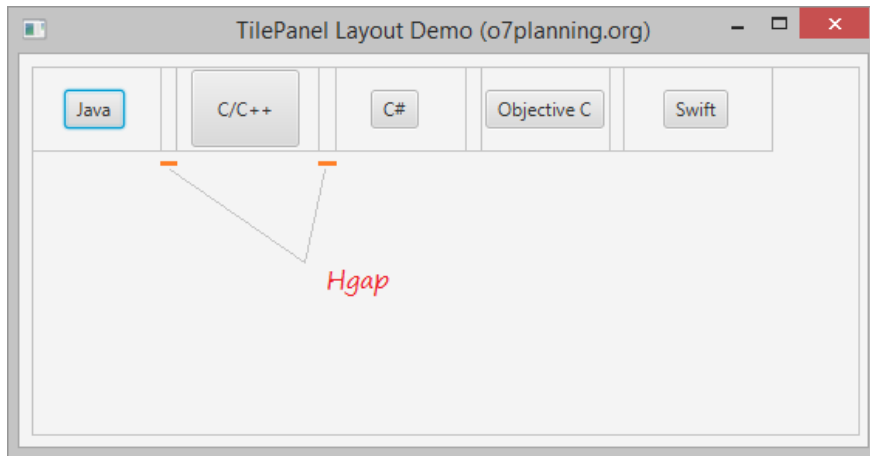 TilePanel Layout Demo (o7planning.org)
Java C/C++ C# Objective C Swift
Hgap